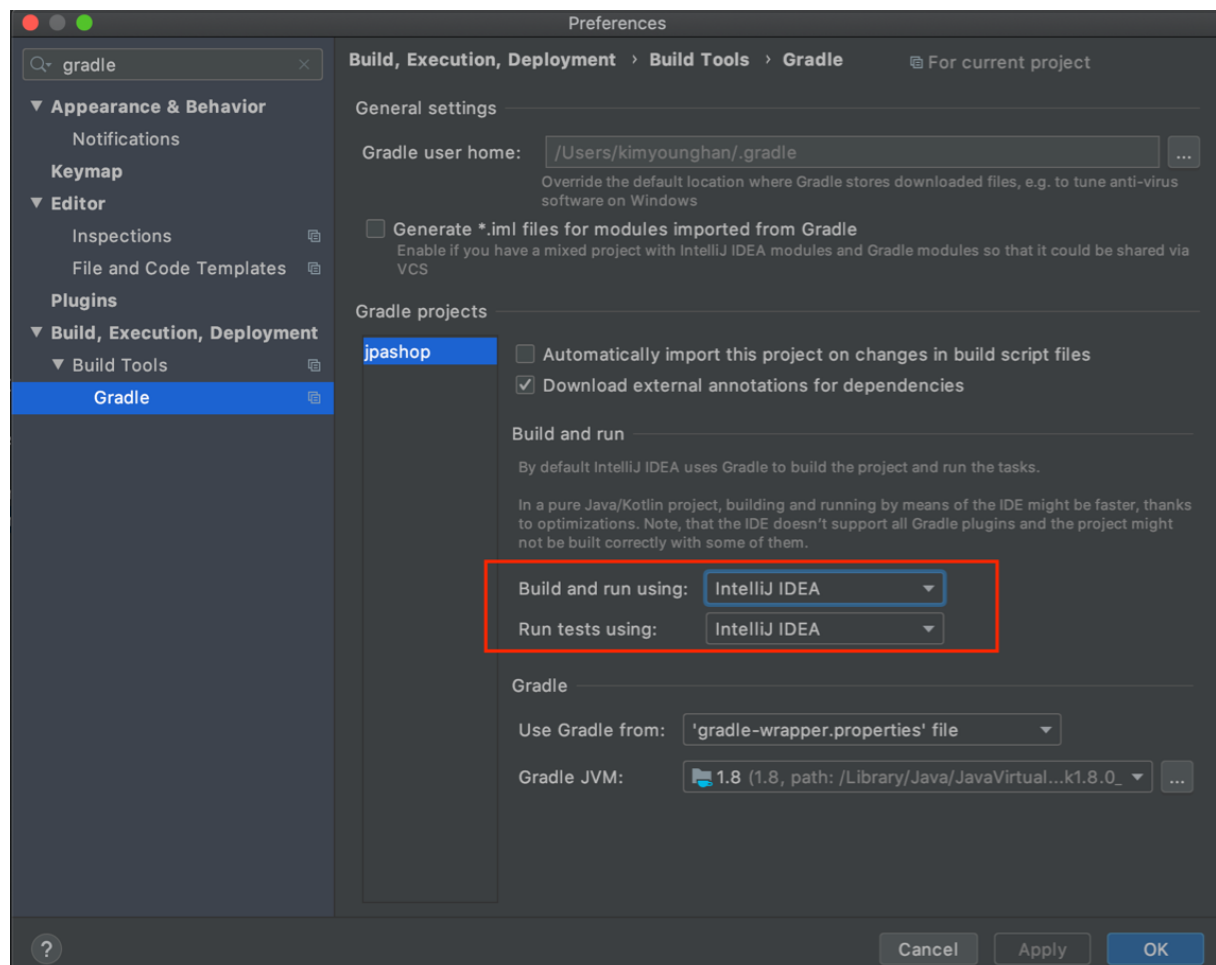 Preferences
gradle
Build, Execution, Deployment › Build Tools › Gradle
For current project
Appearance & Behavior
Notifications
Keymap
Editor
Inspections
File and Code Templates
Plugins
Build, Execution, Deployment
Build Tools
Gradle
General settings
Gradle user home:
/Users/kimyounghan/.gradle
...
Override the default location where Gradle stores downloaded files, e.g. to tune anti-virus
software on Windows
Generate *.iml files for modules imported from Gradle
Enable if you have a mixed project with IntelliJ IDEA modules and Gradle modules so that it could be shared via
VCS
Gradle projects
jpashop
Automatically import this project on changes in build script files
Download external annotations for dependencies
Build and run
By default IntelliJ IDEA uses Gradle to build the project and run the tasks.
In a pure Java/Kotlin project, building and running by means of the IDE might be faster, thanks
to optimizations. Note, that the IDE doesn't support all Gradle plugins and the project might
not be built correctly with some of them.
Build and run using: IntelliJ IDEA
Run tests using: IntelliJ IDEA
Gradle
Use Gradle from: 'gradle-wrapper.properties' file
Gradle JVM: 1.8 (1.8, path: /Library/Java/JavaVirtual...k1.8.0_ ...
?
Cancel
Apply
OK